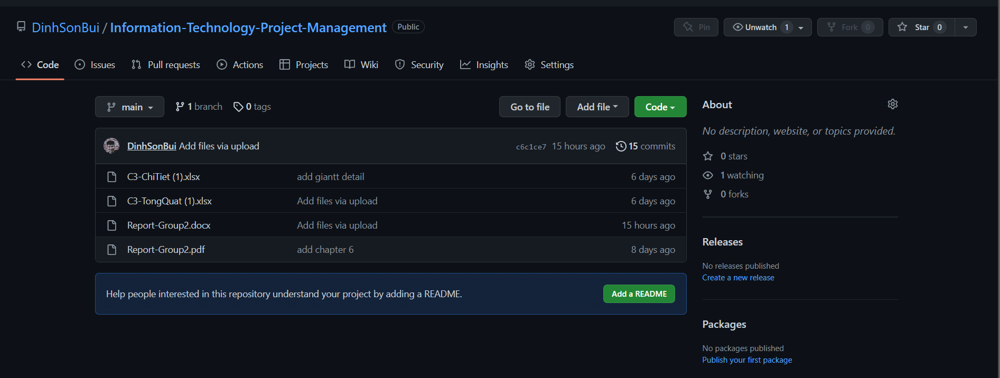 DinhSonBui / Information-Technology-Project-Management Public
Pin Unwatch 1 Fork 0 Star 0
Code Issues Pull requests Actions Projects Wiki Security Insights Settings
main 1 branch 0 tags Go to file Add file Code
DinhSonBui Add files via upload c6c1ce7 15 hours ago 15 commits
C3-ChiTiet (1).xlsx add giantt detail 6 days ago
C3-TongQuat (1).xlsx Add files via upload 6 days ago
Report-Group2.docx Add files via upload 15 hours ago
Report-Group2.pdf add chapter 6 8 days ago
Help people interested in this repository understand your project by adding a README. Add a README
About
No description, website, or topics provided.
0 stars
1 watching
0 forks
Releases
No releases published
Create a new release
Packages
No packages published
Publish your first package